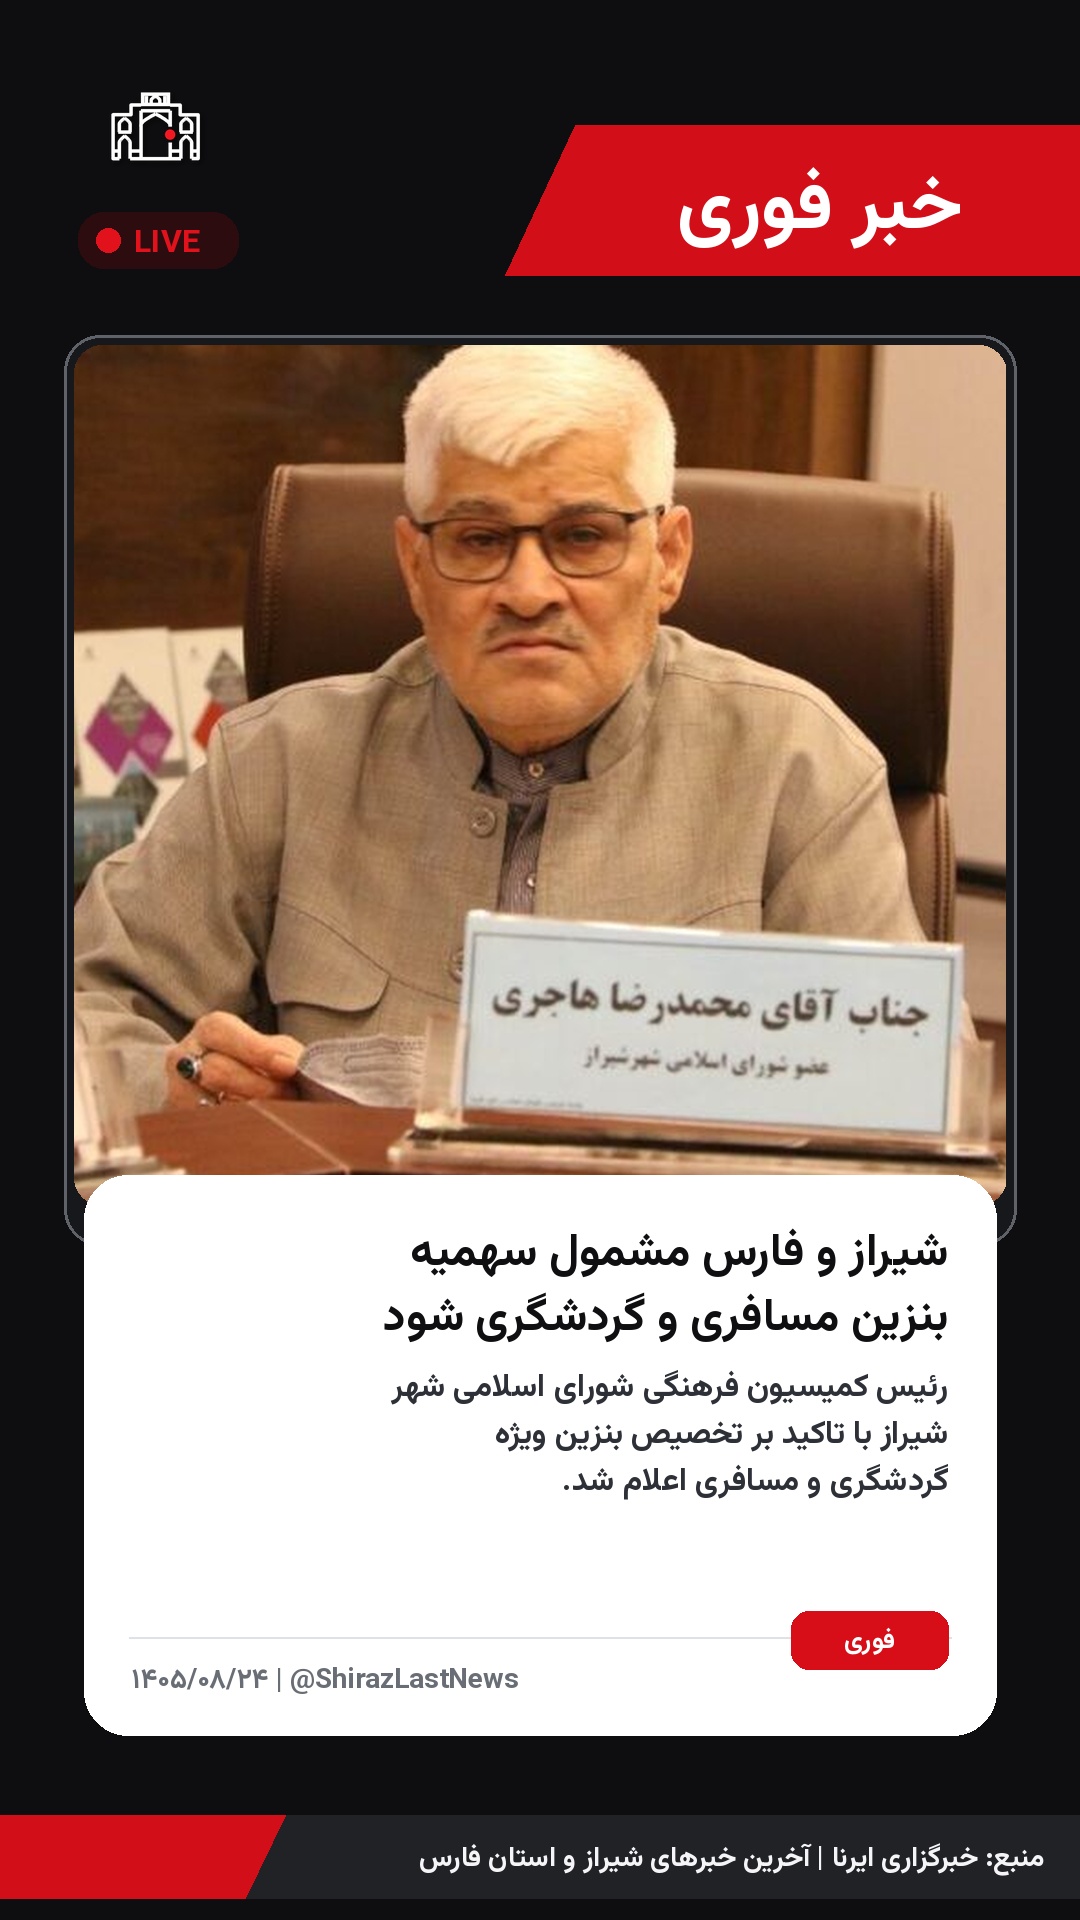 خبر فوری
LIVE
جناب آقای محمدرضا هاجری
عضو شورای اسلامی شهر شیراز
شیراز و فارس مشمول سهمیه
بنزین مسافری و گردشگری شود
رئیس کمیسیون فرهنگی شورای اسلامی شهر
شیراز با تاکید بر تخصیص بنزین ویژه
گردشگری و مسافری اعلام شد.
فوری
۱۴۰۵/۰۸/۲۴ | @ShirazLastNews
منبع: خبرگزاری ایرنا | آخرین خبرهای شیراز و استان فارس